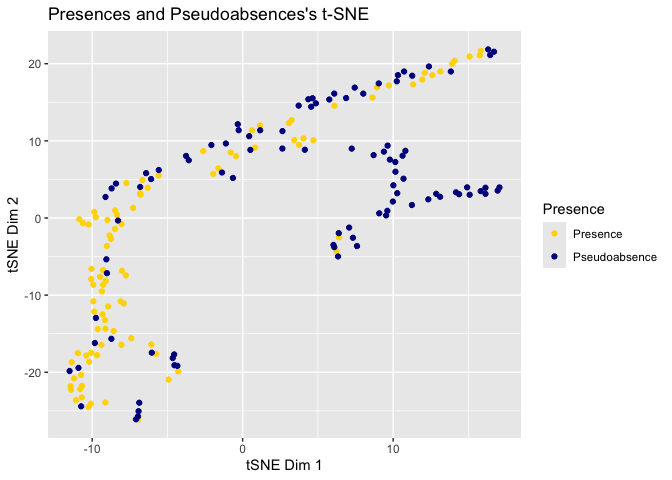 Presences and Pseudoabsences's t-SNE
tSNE Dim 2
20
10
0
-10
-20
-10
0
10
tSNE Dim 1
Presence
Presence
Pseudoabsence